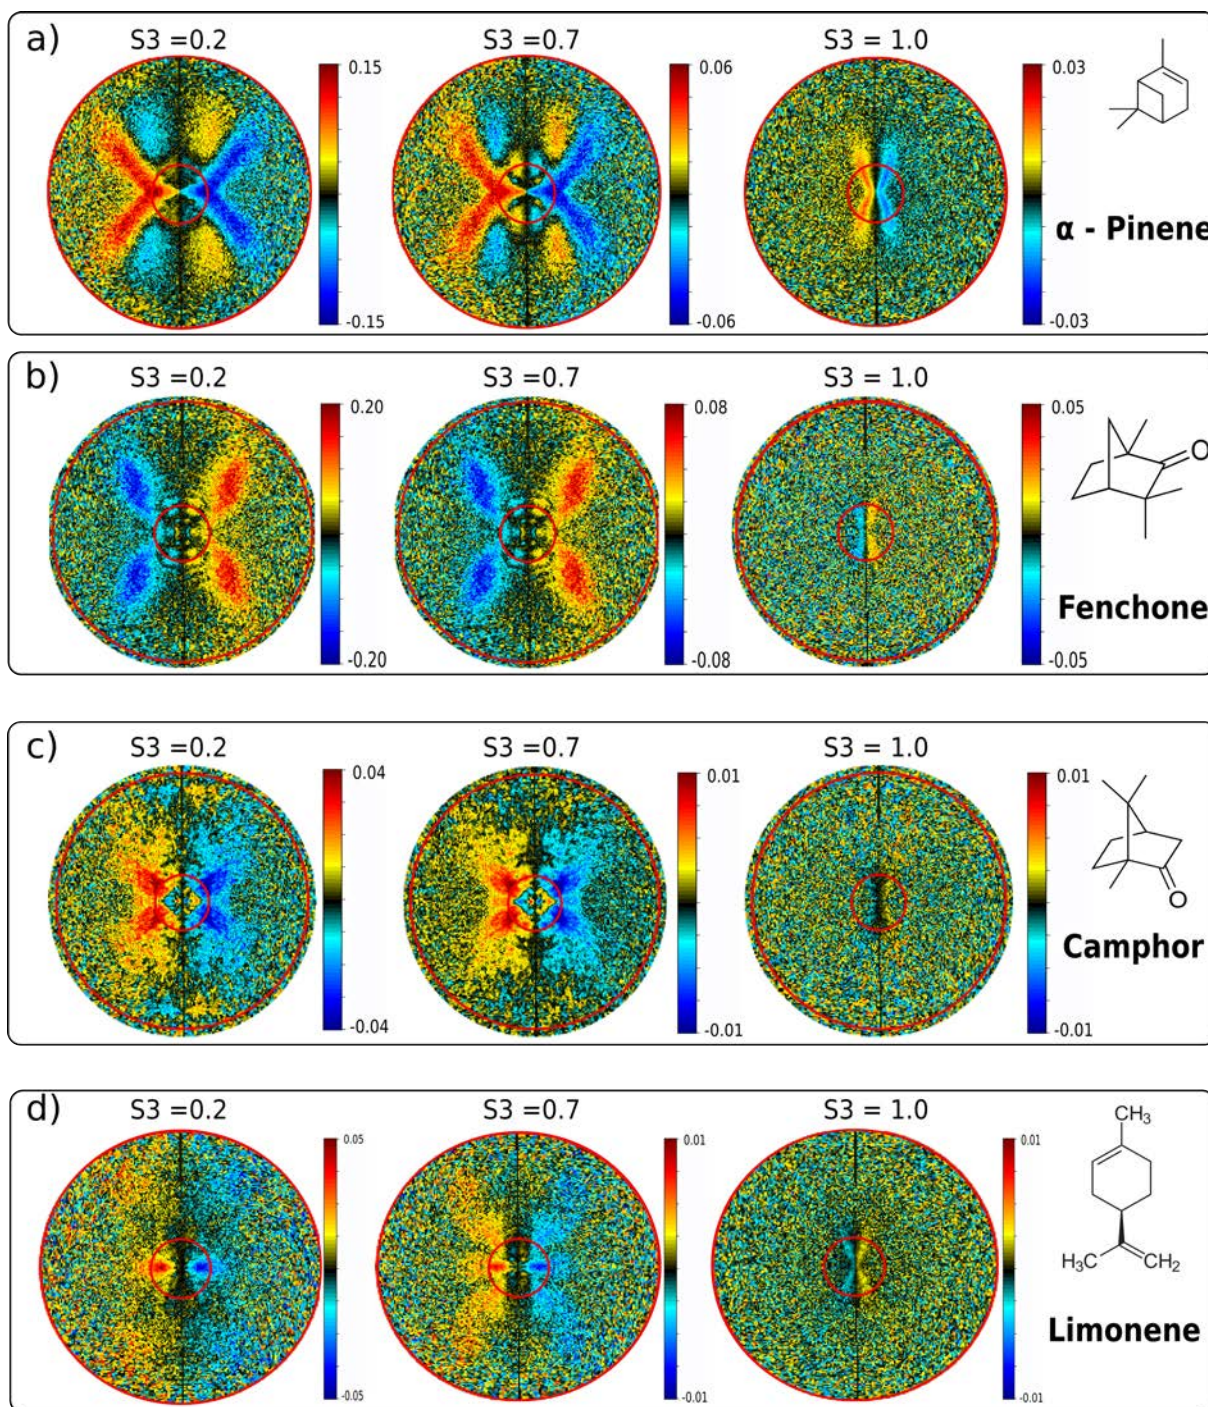 a)
S3 =0.2
S3 =0.7
S3 = 1.0
0.15
-0.15
0.06
-0.06
0.03
-0.03
α - Pinene
b)
S3 =0.2
S3 =0.7
S3 = 1.0
0.20
-0.20
0.08
-0.08
0.05
-0.05
O
Fenchone
c)
S3 =0.2
S3 =0.7
S3 = 1.0
0.04
-0.04
0.01
-0.01
0.01
-0.01
O
Camphor
d)
S3 =0.2
S3 =0.7
S3 = 1.0
0.05
-0.05
0.01
-0.01
0.01
-0.01
CH3
H3C
CH2
Limonene